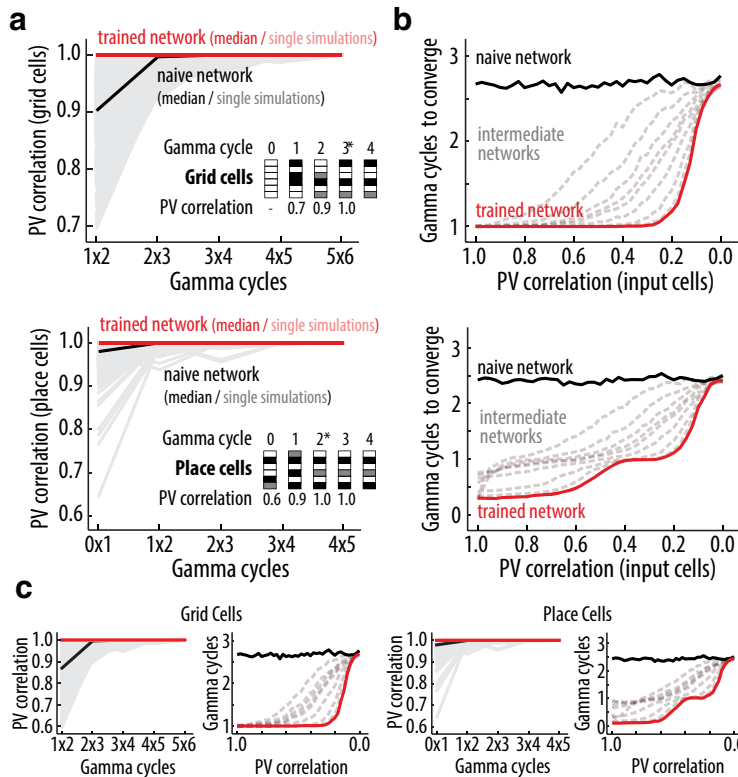 a
trained network (median / single simulations)
PV correlation (grid cells)
1.0
0.9
0.8
0.7
naive network
(median / single simulations)
Gamma cycle 0 1 2 3* 4
Grid cells
PV correlation - 0.7 0.9 1.0
1x2 2x3 3x4 4x5 5x6
Gamma cycles
b
Gamma cycles to converge
3
2
1
naive network
intermediate
networks
trained network
1.0 0.8 0.6 0.4 0.2 0.0
PV correlation (input cells)
trained network (median / single simulations)
PV correlation (place cells)
1.0
0.9
0.8
0.7
0.6
naive network
(median / single simulations)
Gamma cycle 0 1 2* 3 4
Place cells
PV correlation 0.6 0.9 1.0 1.0
0x1 1x2 2x3 3x4 4x5
Gamma cycles
Gamma cycles to converge
3
2
1
0
naive network
intermediate
networks
trained network
1.0 0.8 0.6 0.4 0.2 0.0
PV correlation (input cells)
c
Grid Cells
PV correlation
1.0
0.9
0.8
0.7
0.6
1x2 2x3 3x4 4x5 5x6
Gamma cycles
Gamma cycles
3
2
1
1.0 0.0
PV correlation
Place Cells
PV correlation
1.0
0.9
0.8
0.7
0.6
0x1 1x2 2x3 3x4 4x5
Gamma cycles
Gamma cycles
3
2
1
0
1.0 0.0
PV correlation